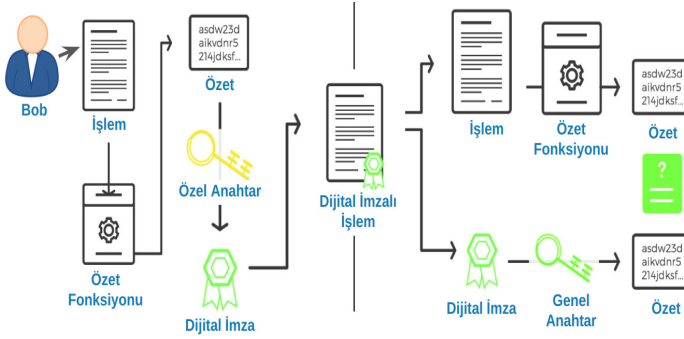 Bob
İşlem
Özet
Fonksiyonu
asdw23d
aikvdnr5
214jdksf...
Özet
Özel Anahtar
Dijital İmza
Dijital İmzalı
İşlem
İşlem
Özet
Fonksiyonu
asdw23d
aikvdnr5
214jdksf...
Özet
?
Dijital İmza
Genel
Anahtar
asdw23d
aikvdnr5
214jdksf...
Özet